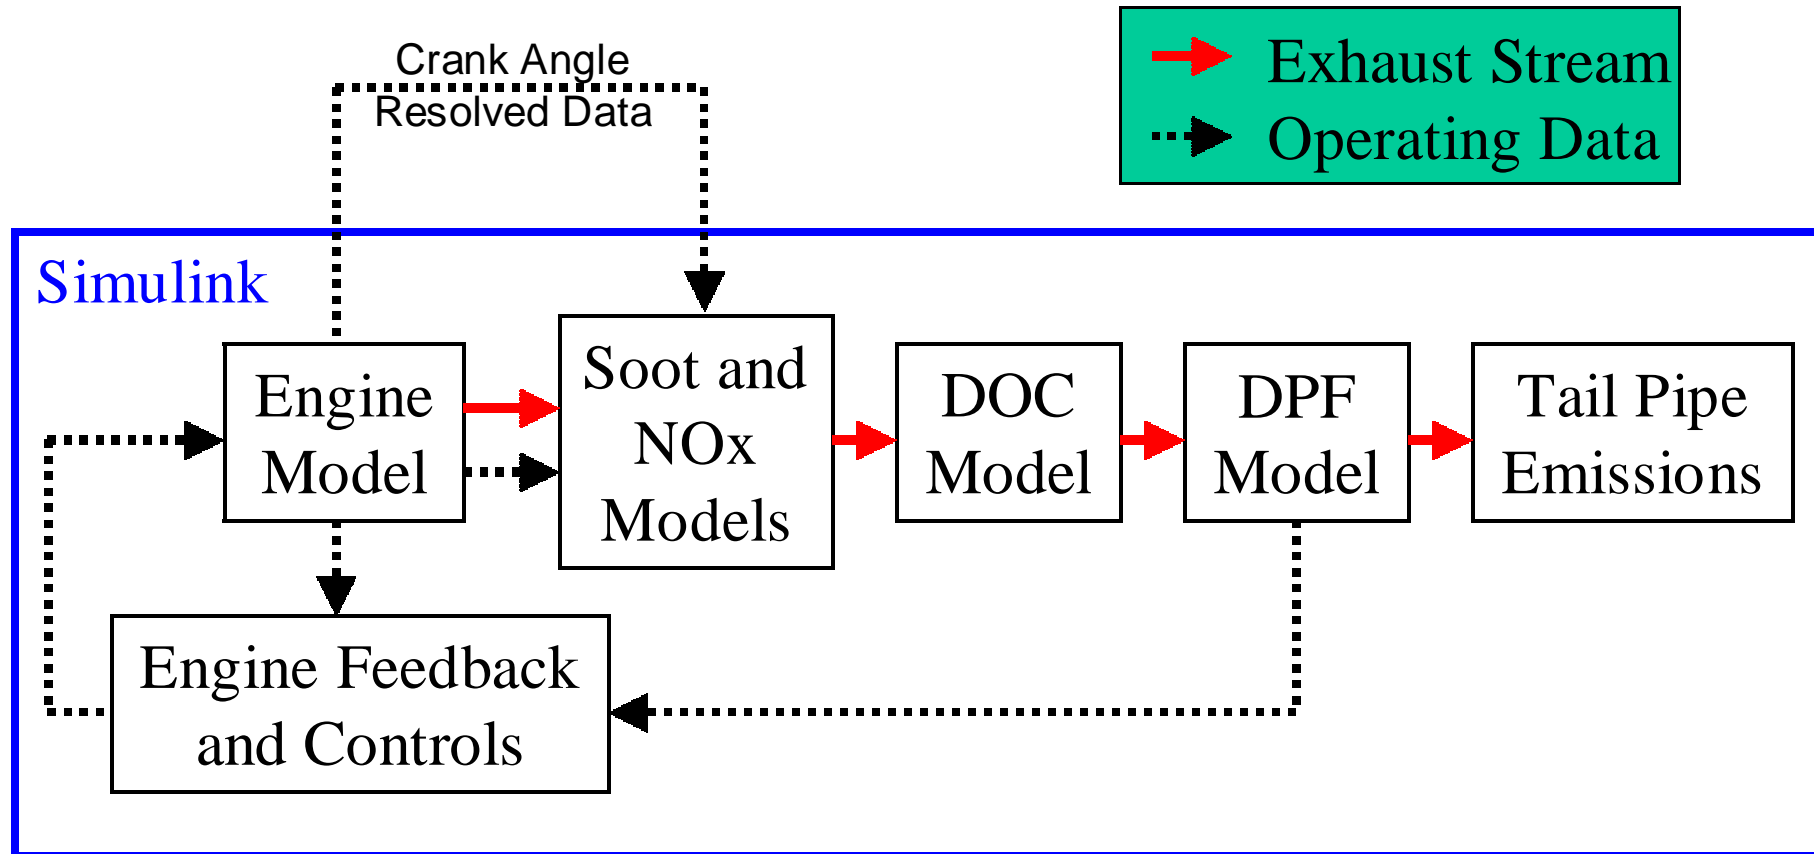 Crank Angle
Resolved Data
Exhaust Stream
Operating Data
Simulink
Engine
Model
Soot and
NOx
Models
DOC
Model
DPF
Model
Tail Pipe
Emissions
Engine Feedback
and Controls